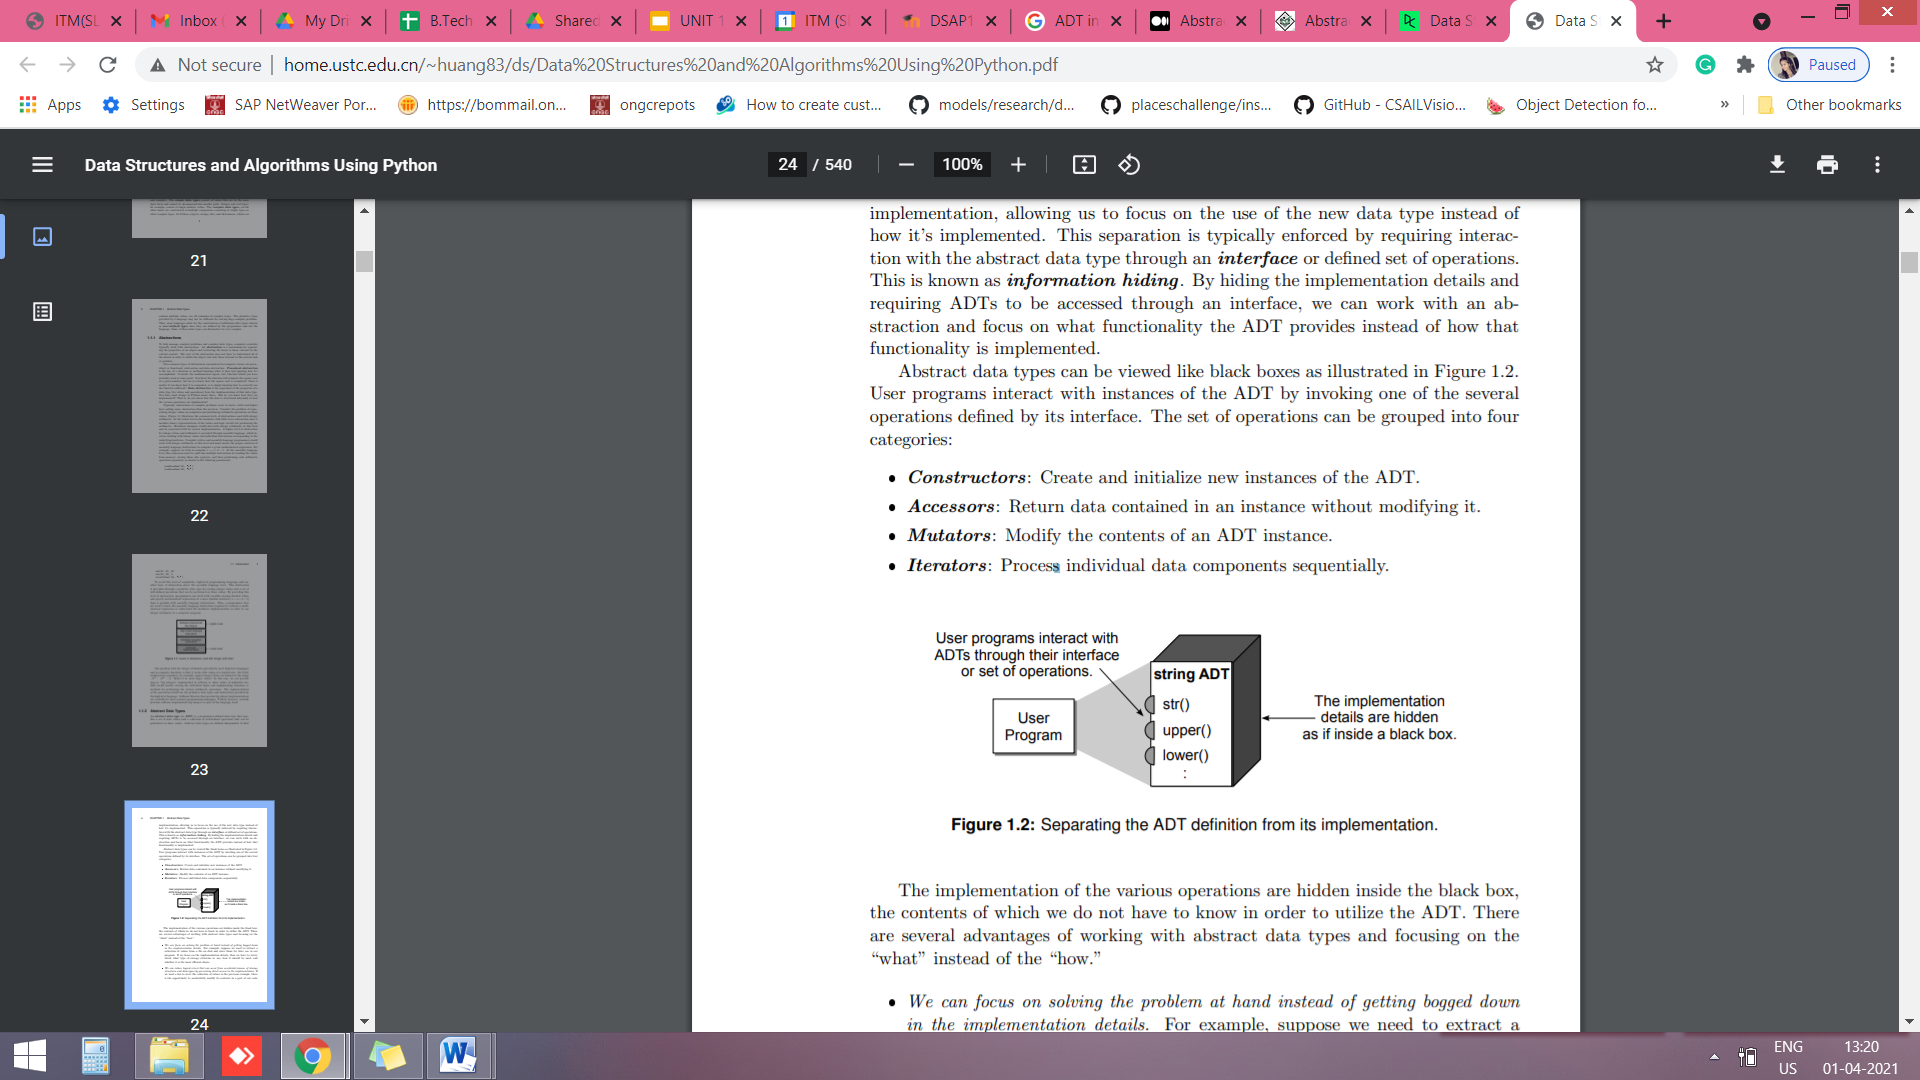 ITM(SL
Inbox (
My Dri
B.Tech
Shared
UNIT 1
ITM (S
DSAP1
ADT in
Abstra
Abstra
Data S
Data S
Not secure
home.ustc.edu.cn/~huang83/ds/Data%20Structures%20and%20Algorithms%20Using%20Python.pdf
Paused
Apps
Settings
SAP NetWeaver Por...
https://bommail.on...
ongcrepots
How to create cust...
models/research/d...
placeschallenge/ins...
GitHub - CSAILVisio...
Object Detection fo...
»
Other bookmarks
Data Structures and Algorithms Using Python
24 / 540
100%
21
22
23
24
implementation, allowing us to focus on the use of the new data type instead of
how it's implemented. This separation is typically enforced by requiring interac-
tion with the abstract data type through an interface or defined set of operations.
This is known as information hiding. By hiding the implementation details and
requiring ADTs to be accessed through an interface, we can work with an ab-
straction and focus on what functionality the ADT provides instead of how that
functionality is implemented.
Abstract data types can be viewed like black boxes as illustrated in Figure 1.2.
User programs interact with instances of the ADT by invoking one of the several
operations defined by its interface. The set of operations can be grouped into four
categories:
• Constructors: Create and initialize new instances of the ADT.
• Accessors: Return data contained in an instance without modifying it.
• Mutators: Modify the contents of an ADT instance.
• Iterators: Process individual data components sequentially.
User programs interact with
ADTs through their interface
or set of operations.
User
Program
string ADT
str()
upper()
lower()
:
The implementation
details are hidden
as if inside a black box.
Figure 1.2: Separating the ADT definition from its implementation.
The implementation of the various operations are hidden inside the black box,
the contents of which we do not have to know in order to utilize the ADT. There
are several advantages of working with abstract data types and focusing on the
“what” instead of the “how.”
• We can focus on solving the problem at hand instead of getting bogged down
in the implementation details. For example, suppose we need to extract a
ENG
US
13:20
01-04-2021